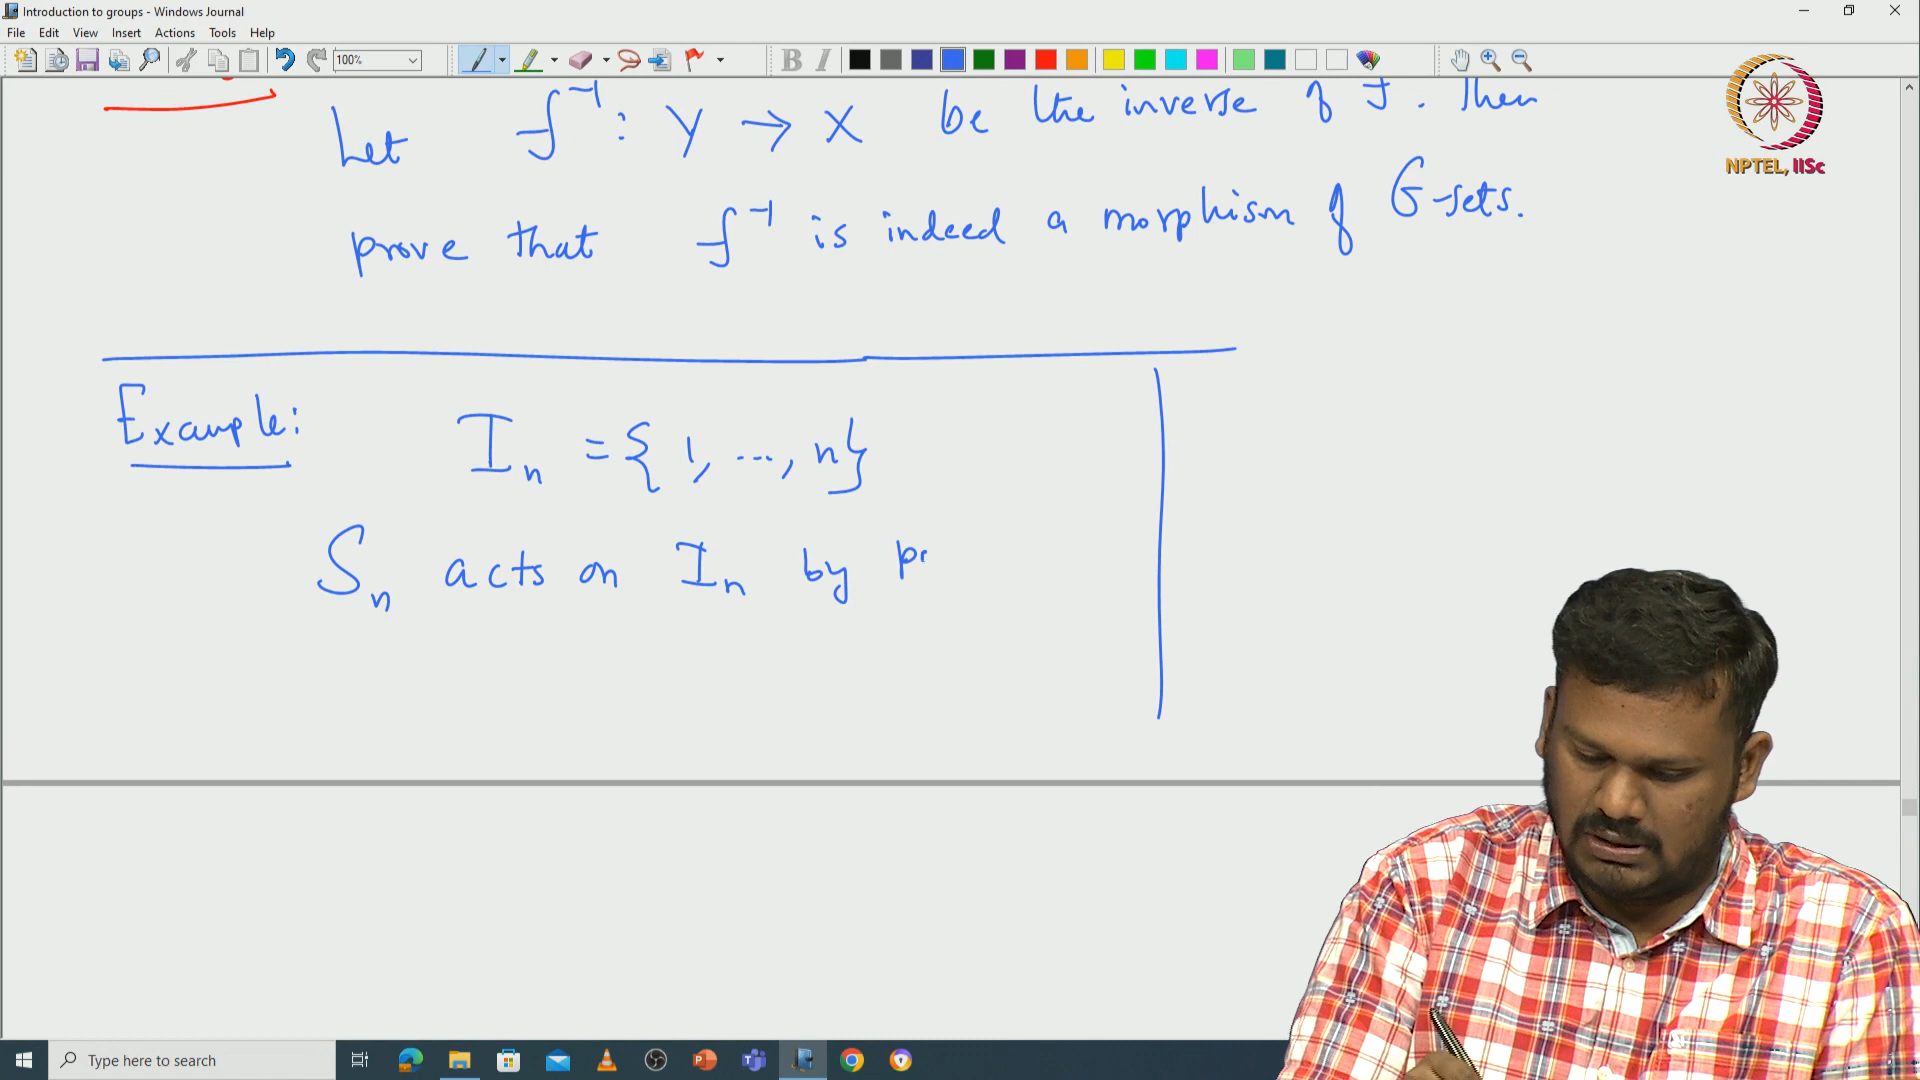 Introduction to groups - Windows Journal
File Edit View Insert Actions Tools Help
100%
B I
NPTEL, IISc
Let f⁻¹ : Y → X be the inverse of f. Then
prove that f⁻¹ is indeed a morphism of G-sets.
Example: Iₙ = { 1, ..., n}
Sₙ acts on Iₙ by
Type here to search